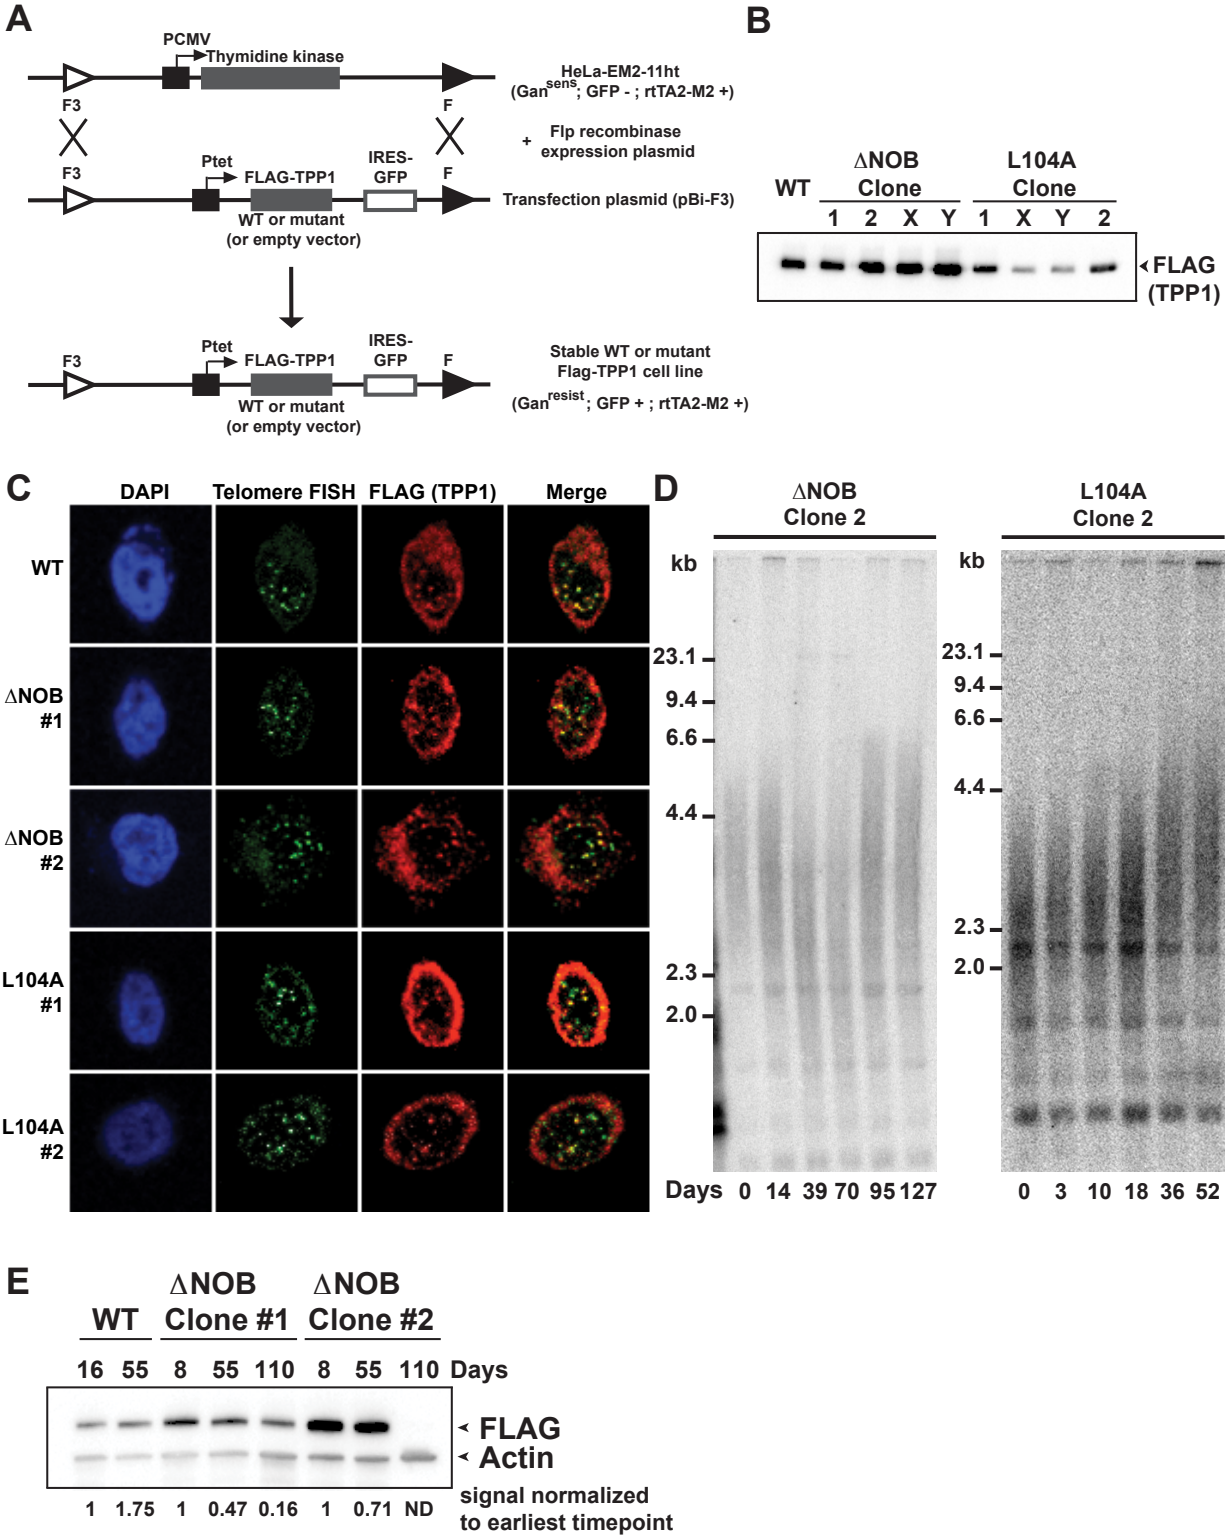 A
PCMV
Thymidine kinase
F3
F
HeLa-EM2-11ht
(Gansens; GFP - ; rtTA2-M2 +)
+ Flp recombinase
expression plasmid
F3
Ptet
FLAG-TPP1
IRES-
GFP
F
WT or mutant
(or empty vector)
Transfection plasmid (pBi-F3)
F3
Ptet
FLAG-TPP1
IRES-
GFP
F
WT or mutant
(or empty vector)
Stable WT or mutant
Flag-TPP1 cell line
(Ganresist; GFP + ; rtTA2-M2 +)
B
WT
ΔNOB
Clone
L104A
Clone
1 2 X Y 1 X Y 2
FLAG
(TPP1)
C
DAPI Telomere FISH FLAG (TPP1) Merge
WT
ΔNOB
#1
ΔNOB
#2
L104A
#1
L104A
#2
D
ΔNOB
Clone 2
kb
23.1
9.4
6.6
4.4
2.3
2.0
Days 0 14 39 70 95 127
L104A
Clone 2
kb
23.1
9.4
6.6
4.4
2.3
2.0
0 3 10 18 36 52
E
WT
ΔNOB
Clone #1
ΔNOB
Clone #2
16 55 8 55 110 8 55 110 Days
FLAG
Actin
1 1.75 1 0.47 0.16 1 0.71 ND
signal normalized
to earliest timepoint